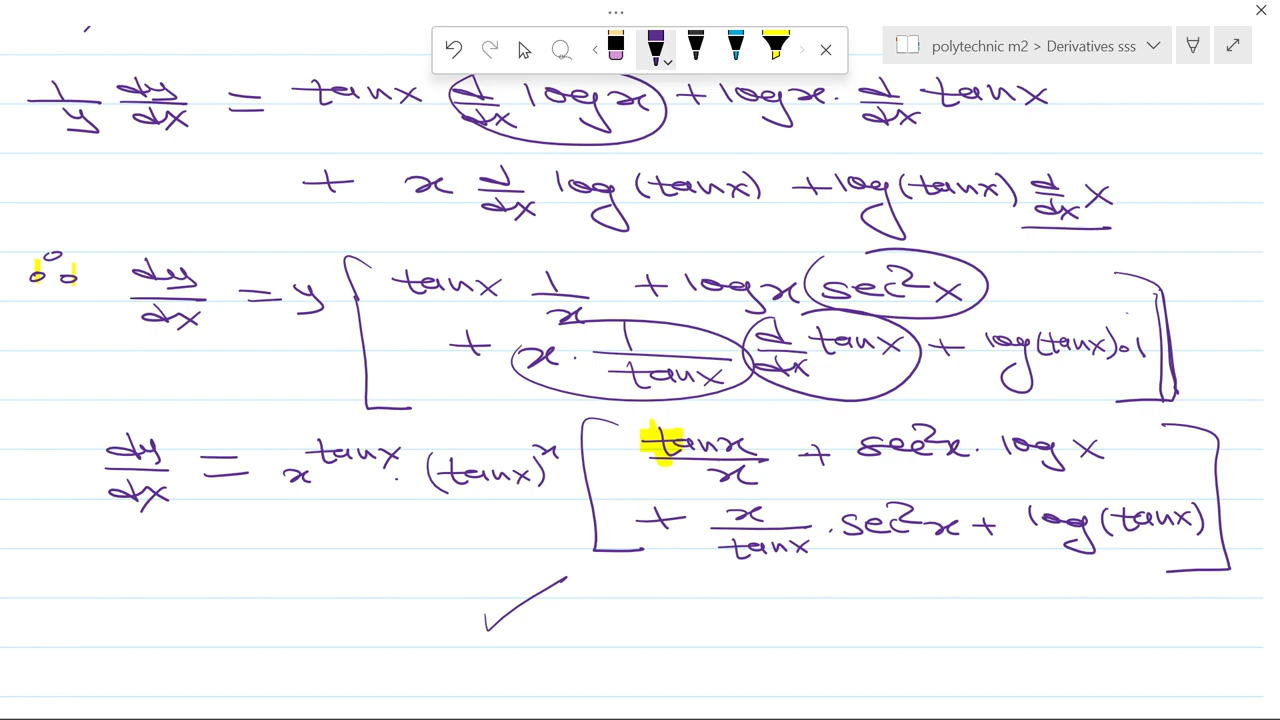 polytechnic m2 > Derivatives sss
1/y dy/dx = tanx d/dx logx + logx. d/dx tanx
+ x d/dx log (tanx) + log(tanx) d/dx x
∴ dy/dx = y [ tanx 1/x + logx (sec²x)
+ x . 1/tanx d/dx tanx + log(tanx).1 ]
dy/dx = x^tanx . (tanx)^x [ tanx/x + sec²x . log x
+ x/tanx . sec²x + log (tanx) ]